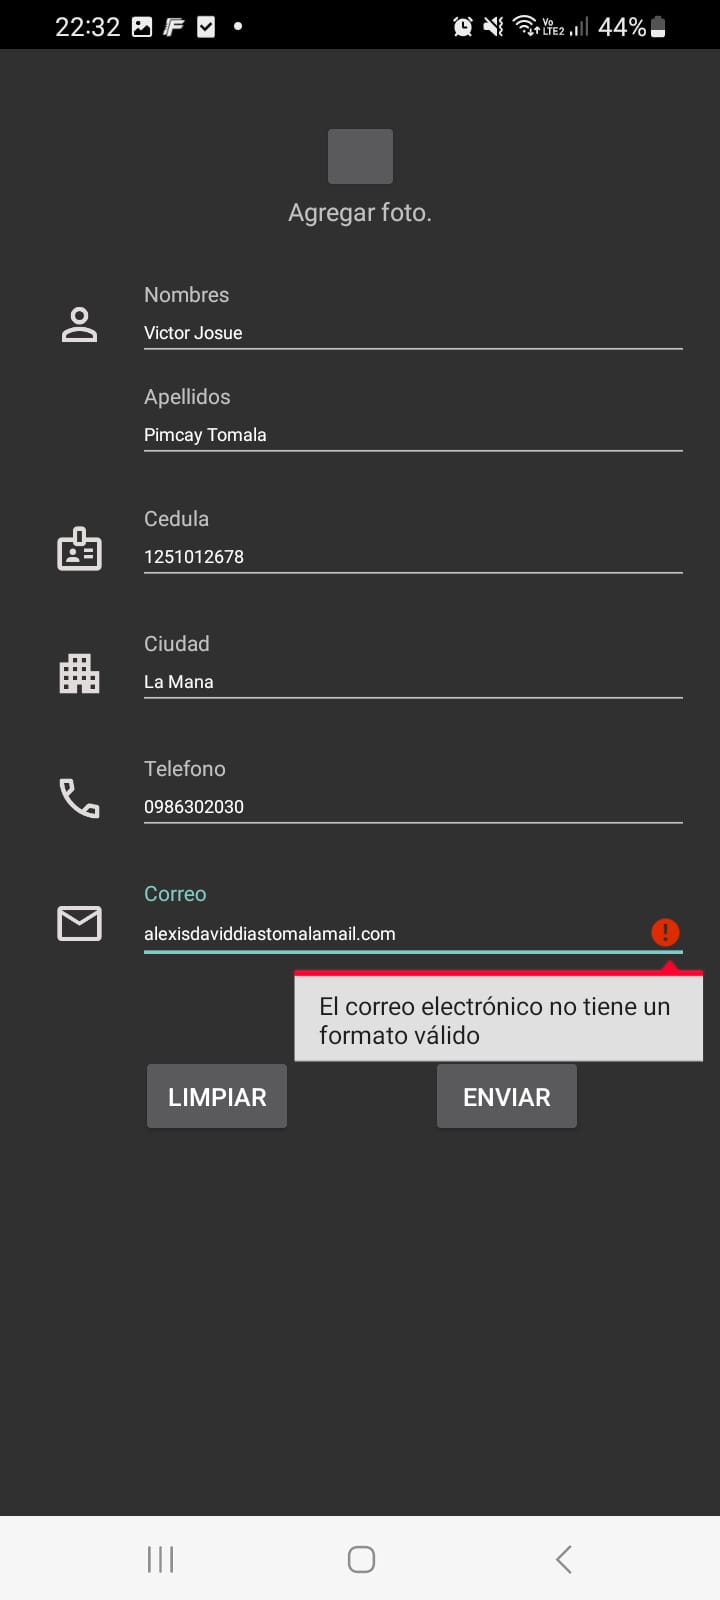 22:32
Vo
LTE2
44%
Agregar foto.
Nombres
Victor Josue
Apellidos
Pimcay Tomala
Cedula
1251012678
Ciudad
La Mana
Telefono
0986302030
Correo
alexisdaviddiastomalamail.com
El correo electrónico no tiene un
formato válido
LIMPIAR
ENVIAR